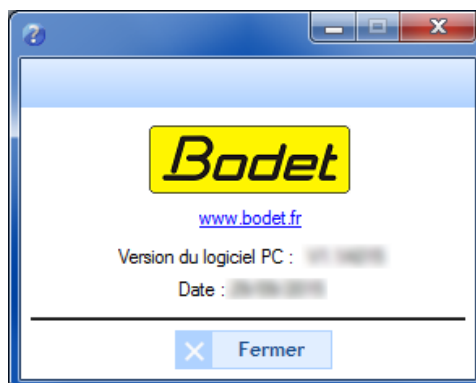 Bodet
www.bodet.fr
Version du logiciel PC :
Date :
Fermer